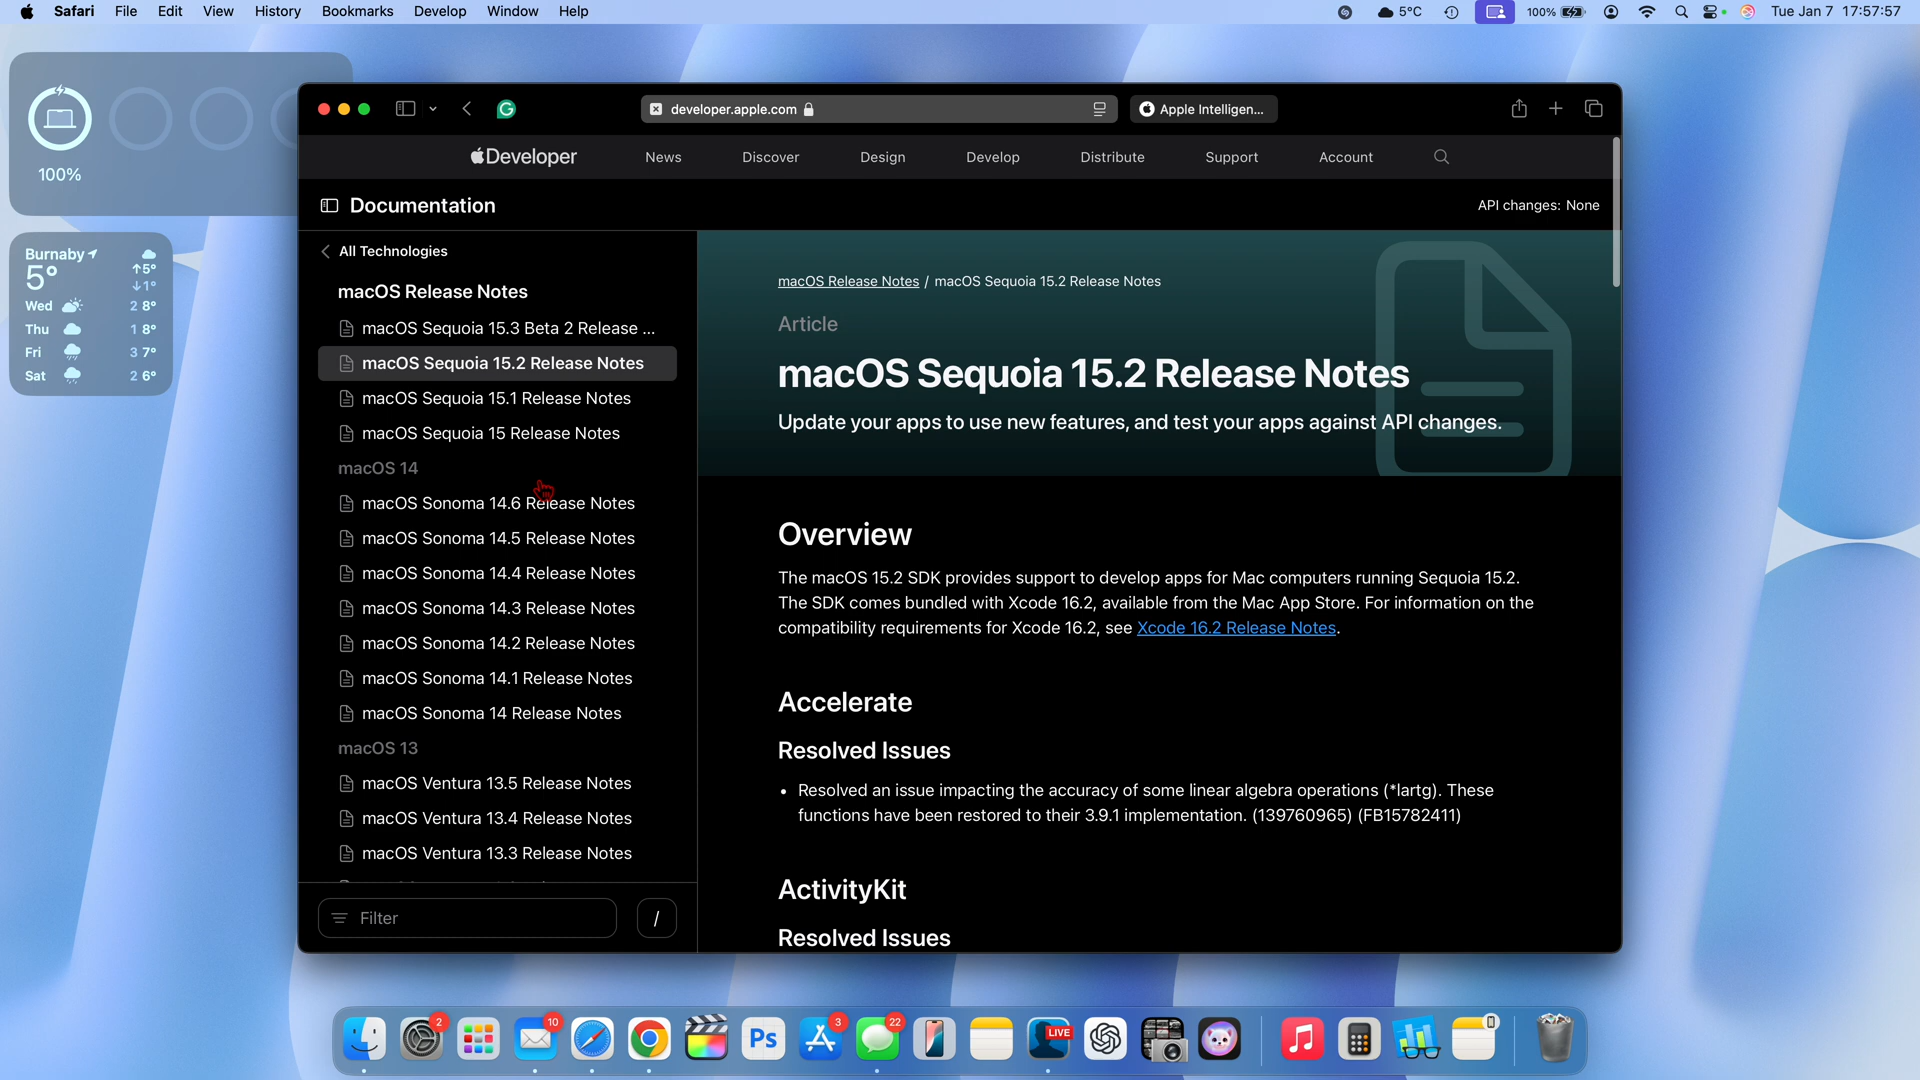 Safari File Edit View History Bookmarks Develop Window Help
5°C 100% Tue Jan 7 17:57:57
100%
Burnaby
5° ↑5°
↓1°
Wed 2 8°
Thu 1 8°
Fri 3 7°
Sat 2 6°
developer.apple.com Apple Intelligen...
Developer News Discover Design Develop Distribute Support Account
Documentation API changes: None
All Technologies
macOS Release Notes
macOS Sequoia 15.3 Beta 2 Release ...
macOS Sequoia 15.2 Release Notes
macOS Sequoia 15.1 Release Notes
macOS Sequoia 15 Release Notes
macOS 14
macOS Sonoma 14.6 Release Notes
macOS Sonoma 14.5 Release Notes
macOS Sonoma 14.4 Release Notes
macOS Sonoma 14.3 Release Notes
macOS Sonoma 14.2 Release Notes
macOS Sonoma 14.1 Release Notes
macOS Sonoma 14 Release Notes
macOS 13
macOS Ventura 13.5 Release Notes
macOS Ventura 13.4 Release Notes
macOS Ventura 13.3 Release Notes
Filter /
macOS Release Notes / macOS Sequoia 15.2 Release Notes
Article
macOS Sequoia 15.2 Release Notes
Update your apps to use new features, and test your apps against API changes.
Overview
The macOS 15.2 SDK provides support to develop apps for Mac computers running Sequoia 15.2.
The SDK comes bundled with Xcode 16.2, available from the Mac App Store. For information on the
compatibility requirements for Xcode 16.2, see Xcode 16.2 Release Notes.
Accelerate
Resolved Issues
• Resolved an issue impacting the accuracy of some linear algebra operations (*lartg). These
functions have been restored to their 3.9.1 implementation. (139760965) (FB15782411)
ActivityKit
Resolved Issues
2 10 Ps 3 22 LIVE